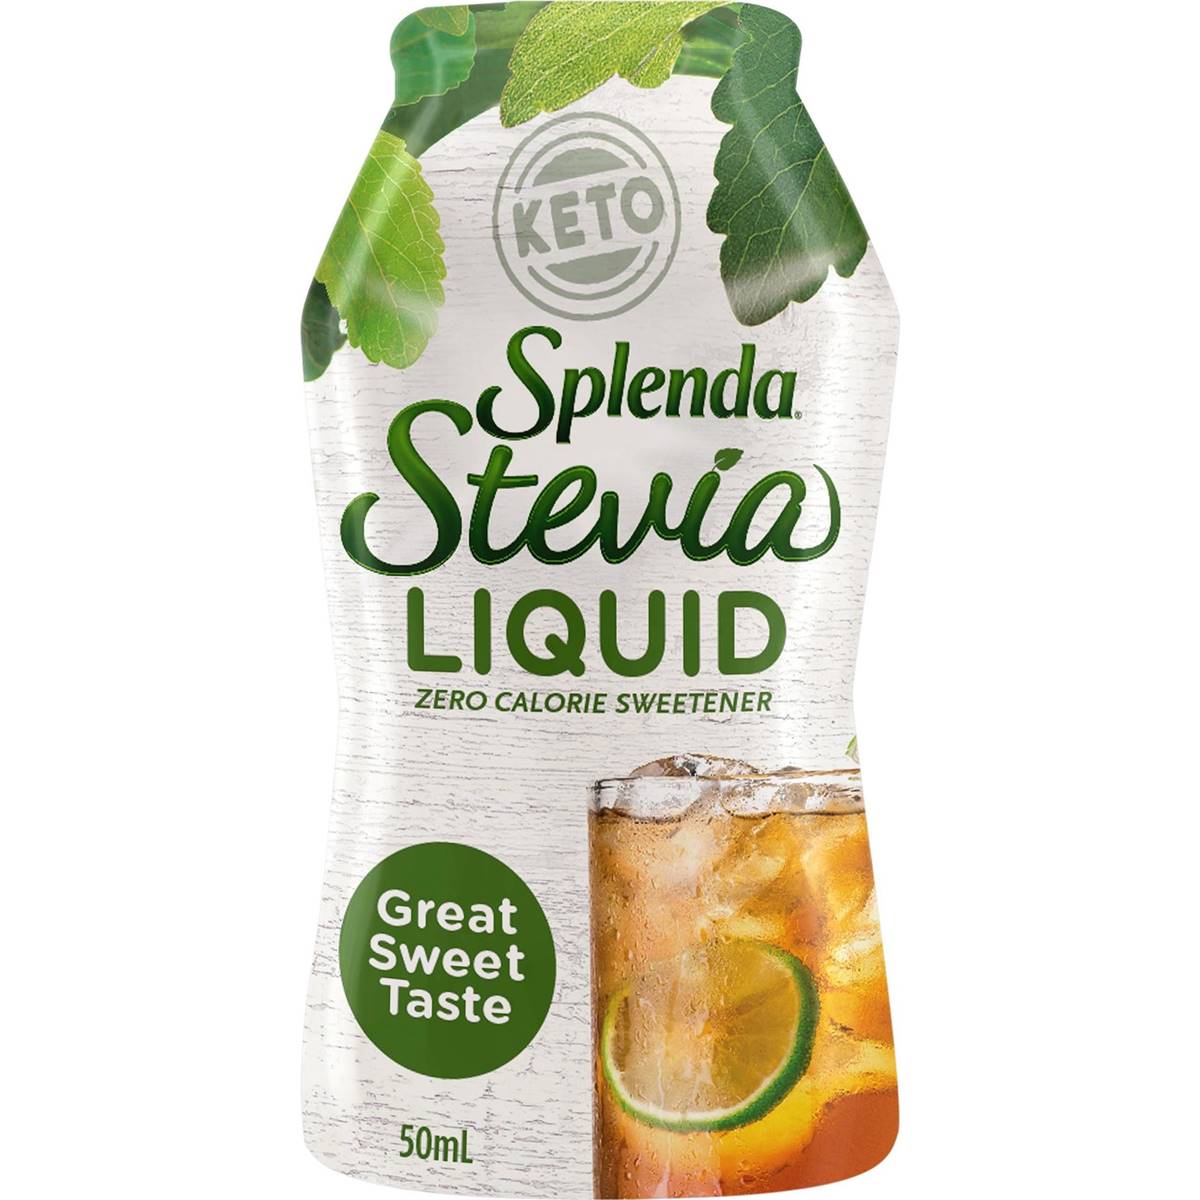 KETO
Splenda®
Stevia
LIQUID
ZERO CALORIE SWEETENER
Great
Sweet
Taste
50mL